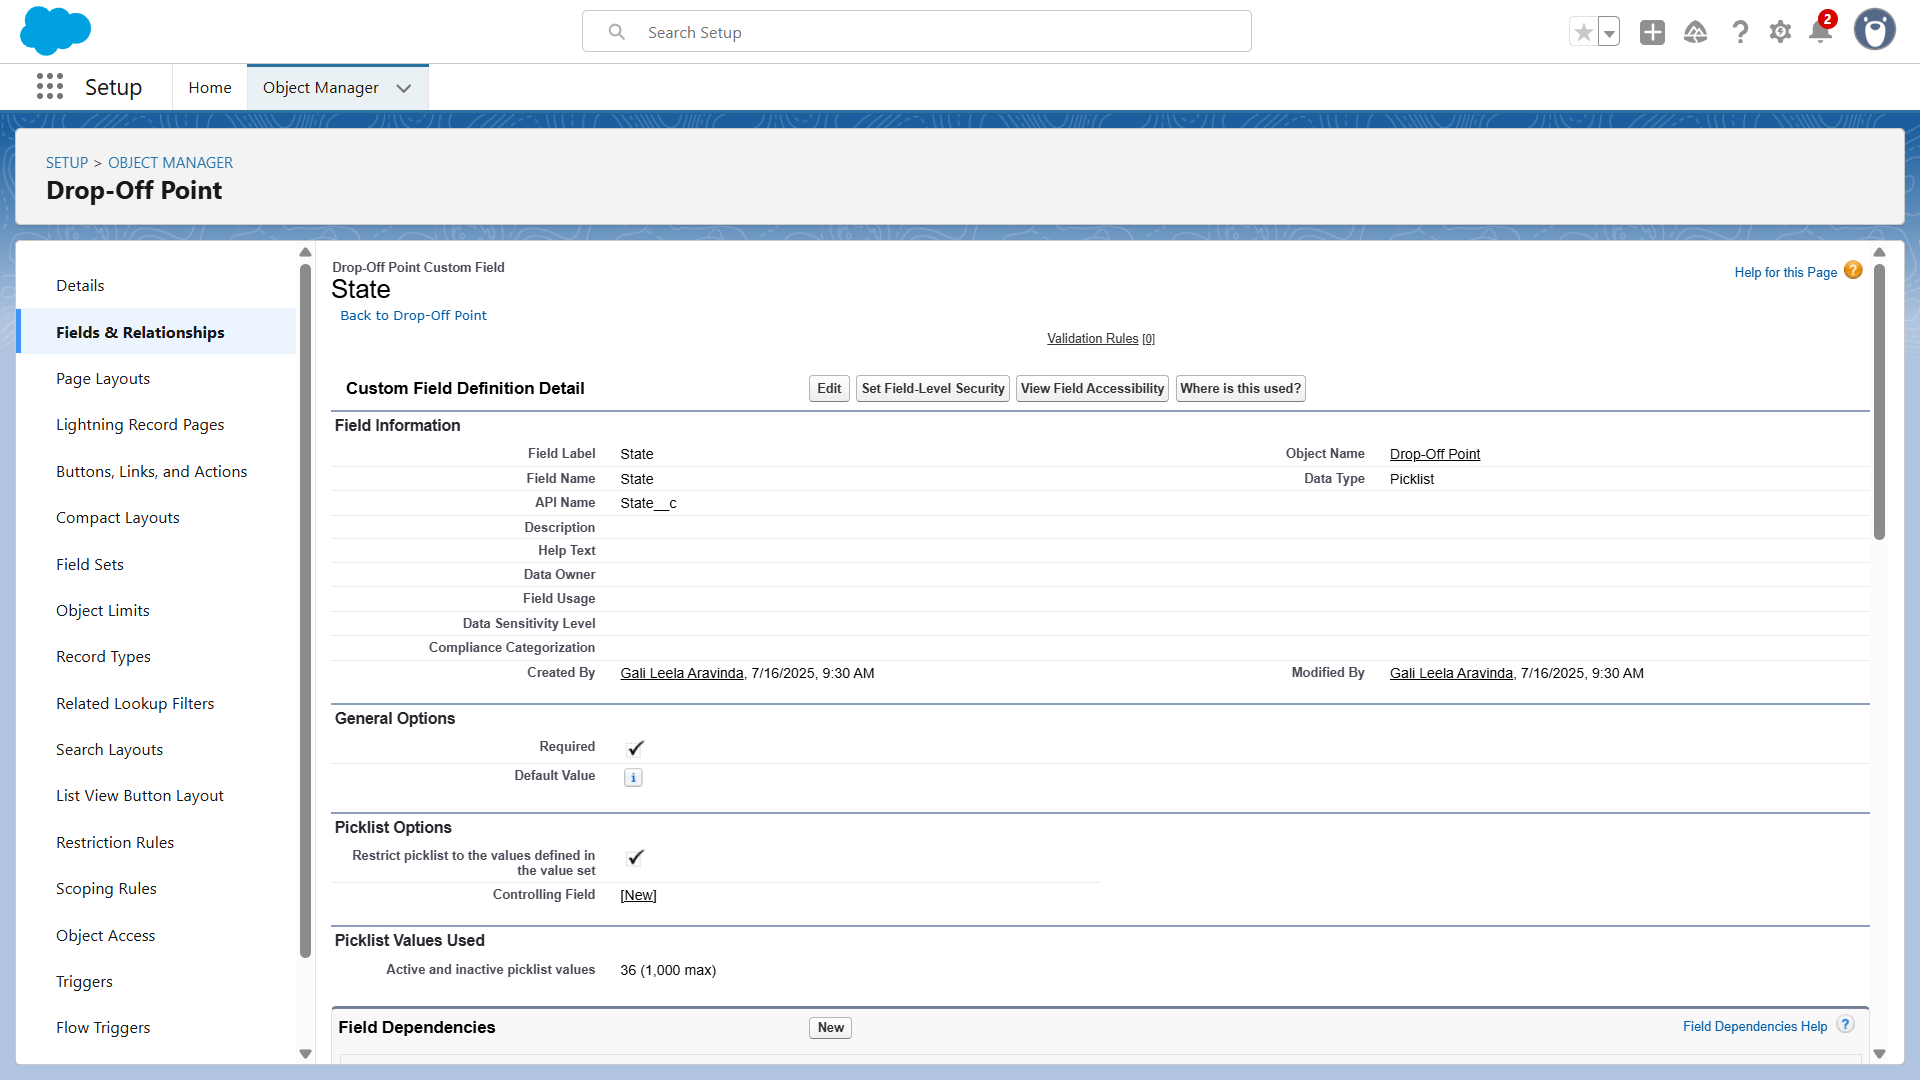 Search Setup
2
Setup
Home
Object Manager
SETUP > OBJECT MANAGER
Drop-Off Point
Details
Fields & Relationships
Page Layouts
Lightning Record Pages
Buttons, Links, and Actions
Compact Layouts
Field Sets
Object Limits
Record Types
Related Lookup Filters
Search Layouts
List View Button Layout
Restriction Rules
Scoping Rules
Object Access
Triggers
Flow Triggers
Drop-Off Point Custom Field
State
Back to Drop-Off Point
Help for this Page ?
Validation Rules [0]
Custom Field Definition Detail
Edit Set Field-Level Security View Field Accessibility Where is this used?
Field Information
Field Label State Object Name Drop-Off Point
Field Name State Data Type Picklist
API Name State__c
Description
Help Text
Data Owner
Field Usage
Data Sensitivity Level
Compliance Categorization
Created By Gali Leela Aravinda, 7/16/2025, 9:30 AM Modified By Gali Leela Aravinda, 7/16/2025, 9:30 AM
General Options
Required
Default Value i
Picklist Options
Restrict picklist to the values defined in
the value set
Controlling Field [New]
Picklist Values Used
Active and inactive picklist values 36 (1,000 max)
Field Dependencies New Field Dependencies Help ?